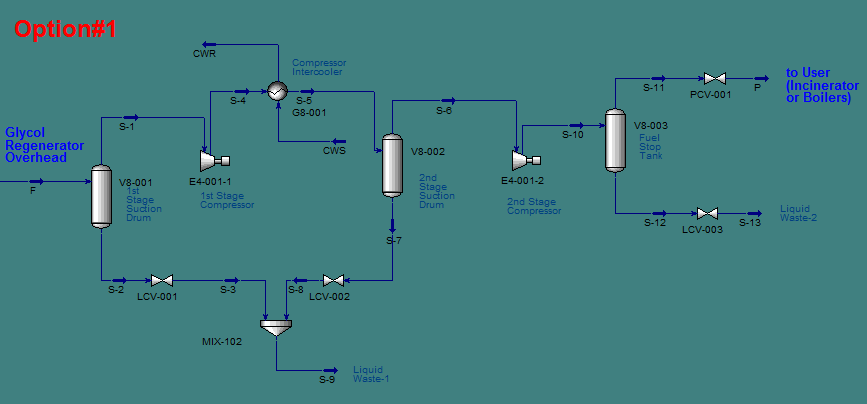 Option#1
CWR
Compressor
Intercooler
S-4
S-5
G8-001
CWS
S-11
PCV-001
P
to User
(Incinerator
or Boilers)
S-6
S-1
S-10
Glycol
Regenerator
Overhead
F
V8-001
1st
Stage
Suction
Drum
E4-001-1
1st Stage
Compressor
V8-002
2nd
Stage
Suction
Drum
E4-001-2
2nd Stage
Compressor
V8-003
Fuel
Stop
Tank
S-7
S-12
LCV-003
S-13
Liquid
Waste-2
S-2
LCV-001
S-3
S-8
LCV-002
MIX-102
S-9
Liquid
Waste-1